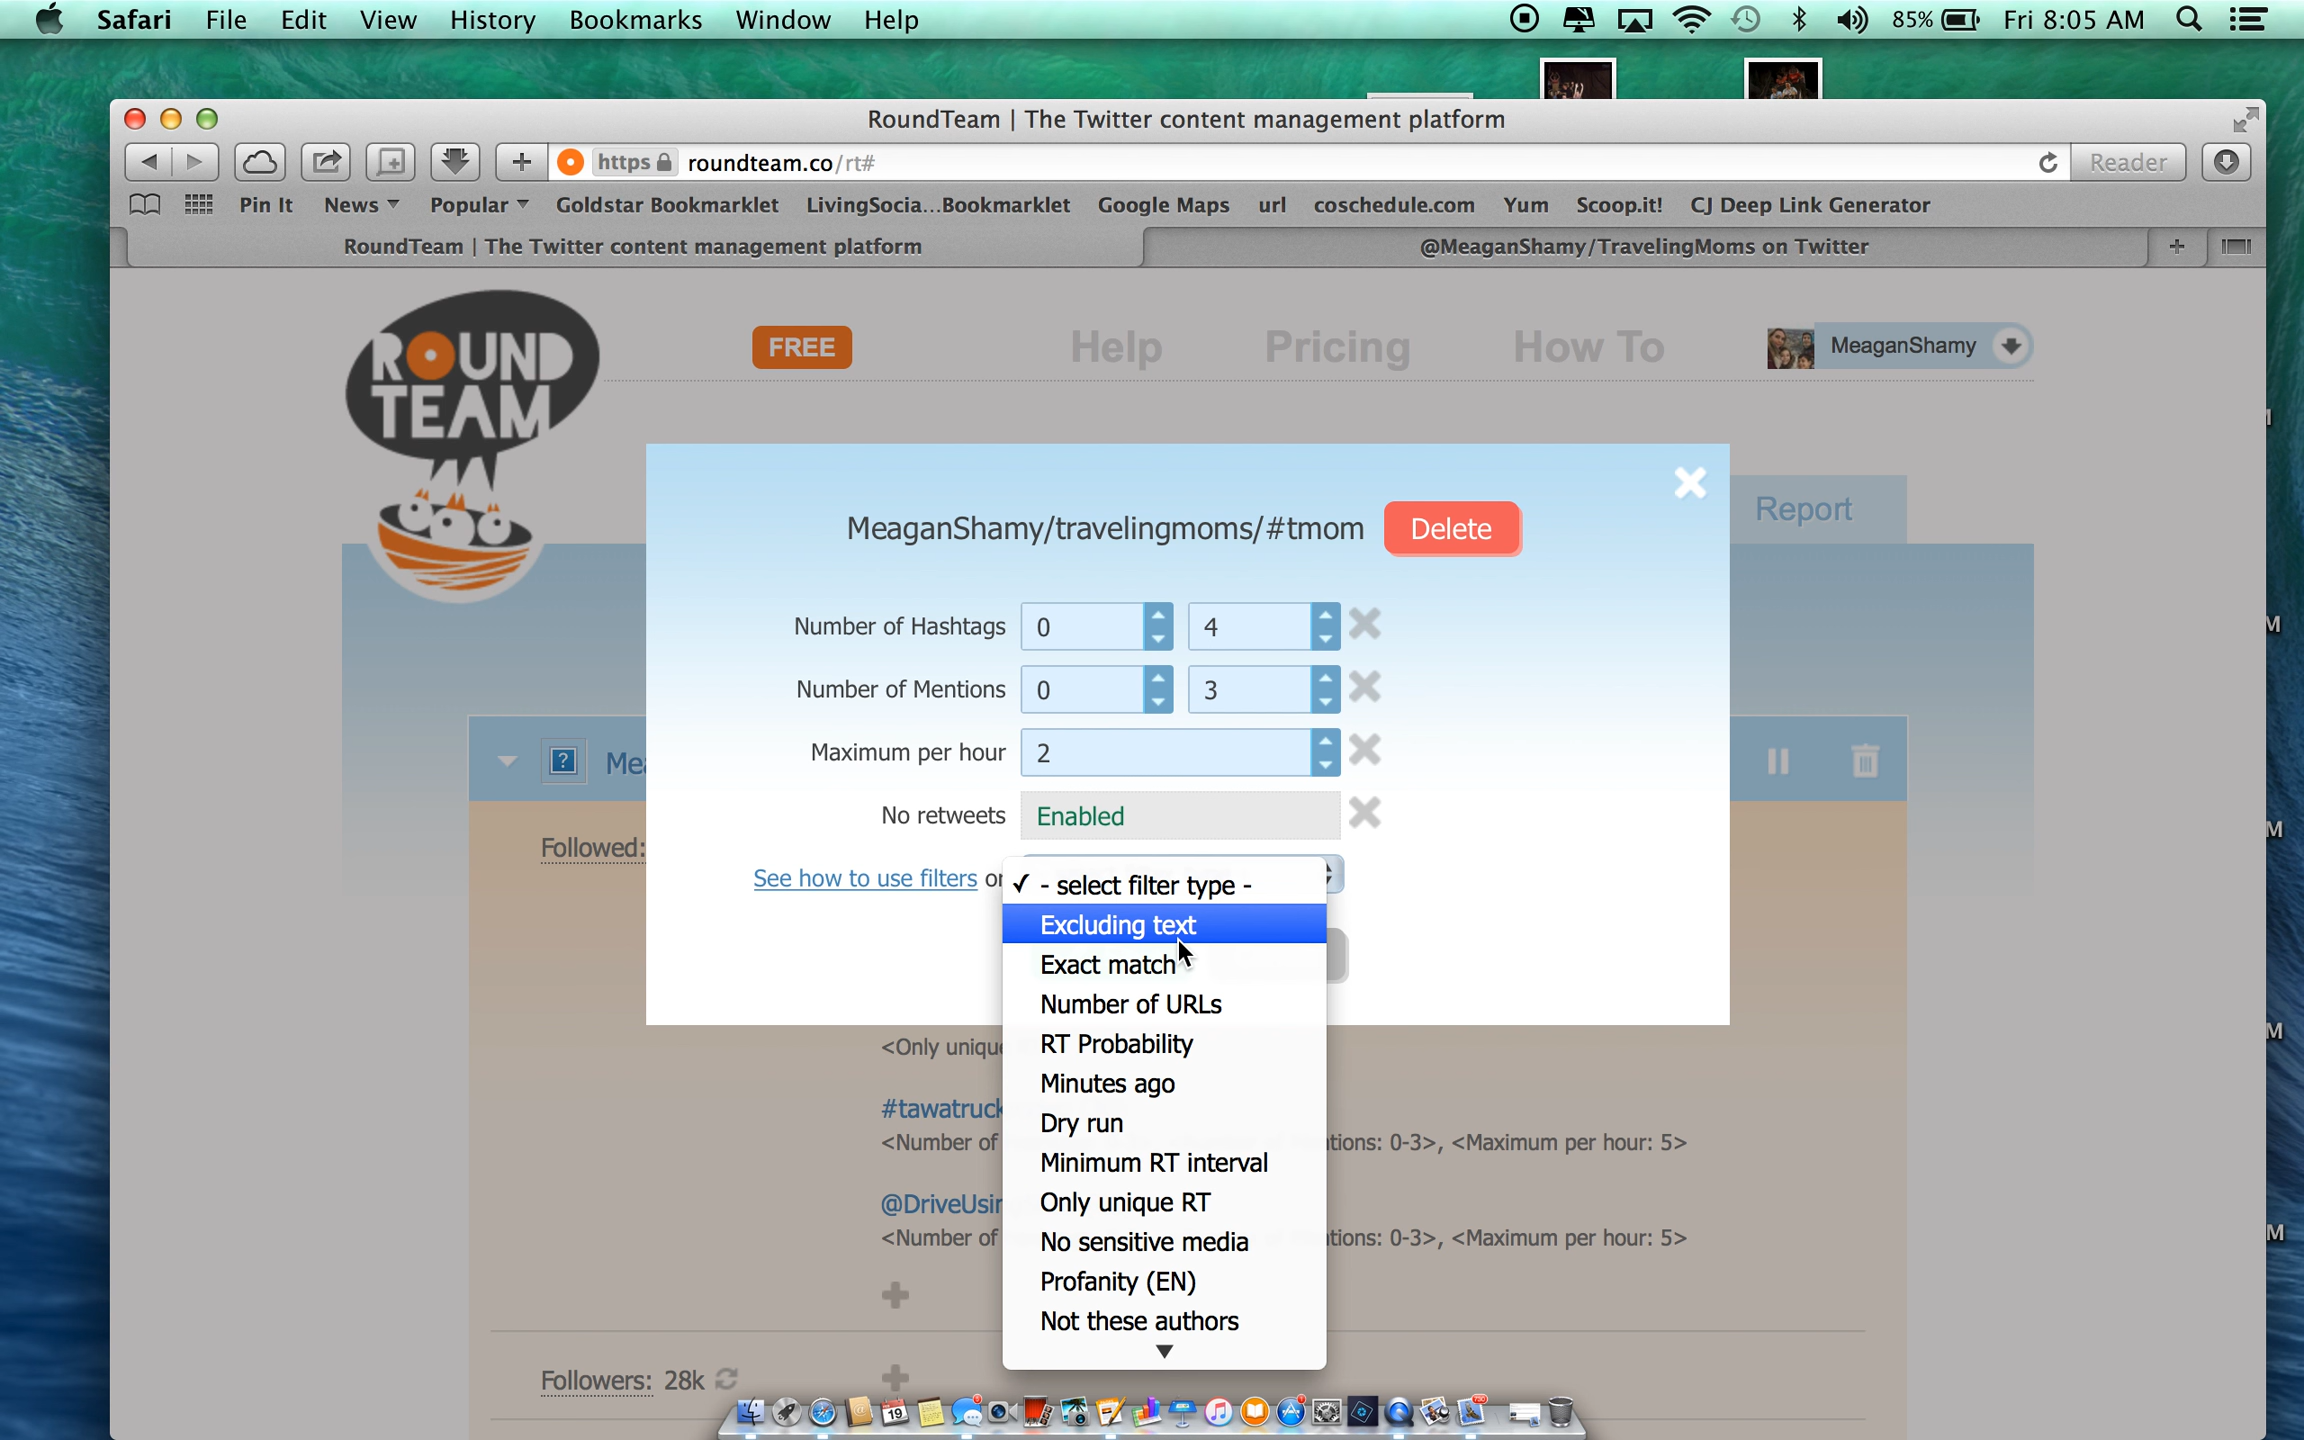 Safari File Edit View History Bookmarks Window Help 85% Fri 8:05 AM
RoundTeam | The Twitter content management platform
https roundteam.co/rt# Reader
Pin It News Popular Goldstar Bookmarklet LivingSocia...Bookmarklet Google Maps url coschedule.com Yum Scoop.it! CJ Deep Link Generator
RoundTeam | The Twitter content management platform @MeaganShamy/TravelingMoms on Twitter
ROUND
TEAM
FREE Help Pricing How To MeaganShamy
Report
MeaganShamy/travelingmoms/#tmom Delete
Number of Hashtags 0 4
Number of Mentions 0 3
Mea
Maximum per hour 2
No retweets Enabled
Followed:
See how to use filters or
- select filter type -
Excluding text
Exact match
Number of URLs
RT Probability
Minutes ago
Dry run
Minimum RT interval
Only unique RT
No sensitive media
Profanity (EN)
Not these authors
<Only unique
#tawatruck
<Number of tions: 0-3>, <Maximum per hour: 5>
@DriveUsin
<Number of tions: 0-3>, <Maximum per hour: 5>
Followers: 28k
19